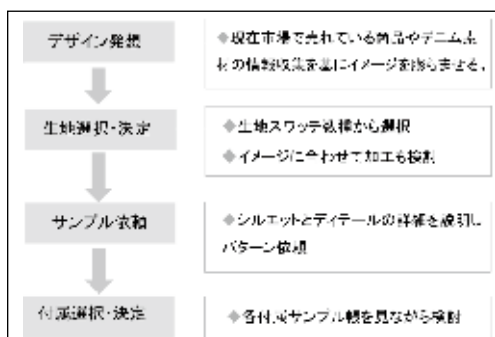 デザイン発想
◆現在市場で売れている商品やデニム素
材の情報収集を基にイメージを膨らませる。
生地選択・決定
◆生地スワッチ数種から選択
◆イメージに合わせて加工も検討
サンプル依頼
◆シルエットとディテールの詳細を説明し
パターン依頼
付属選択・決定
◆各付属サンプル帳を見ながら検討